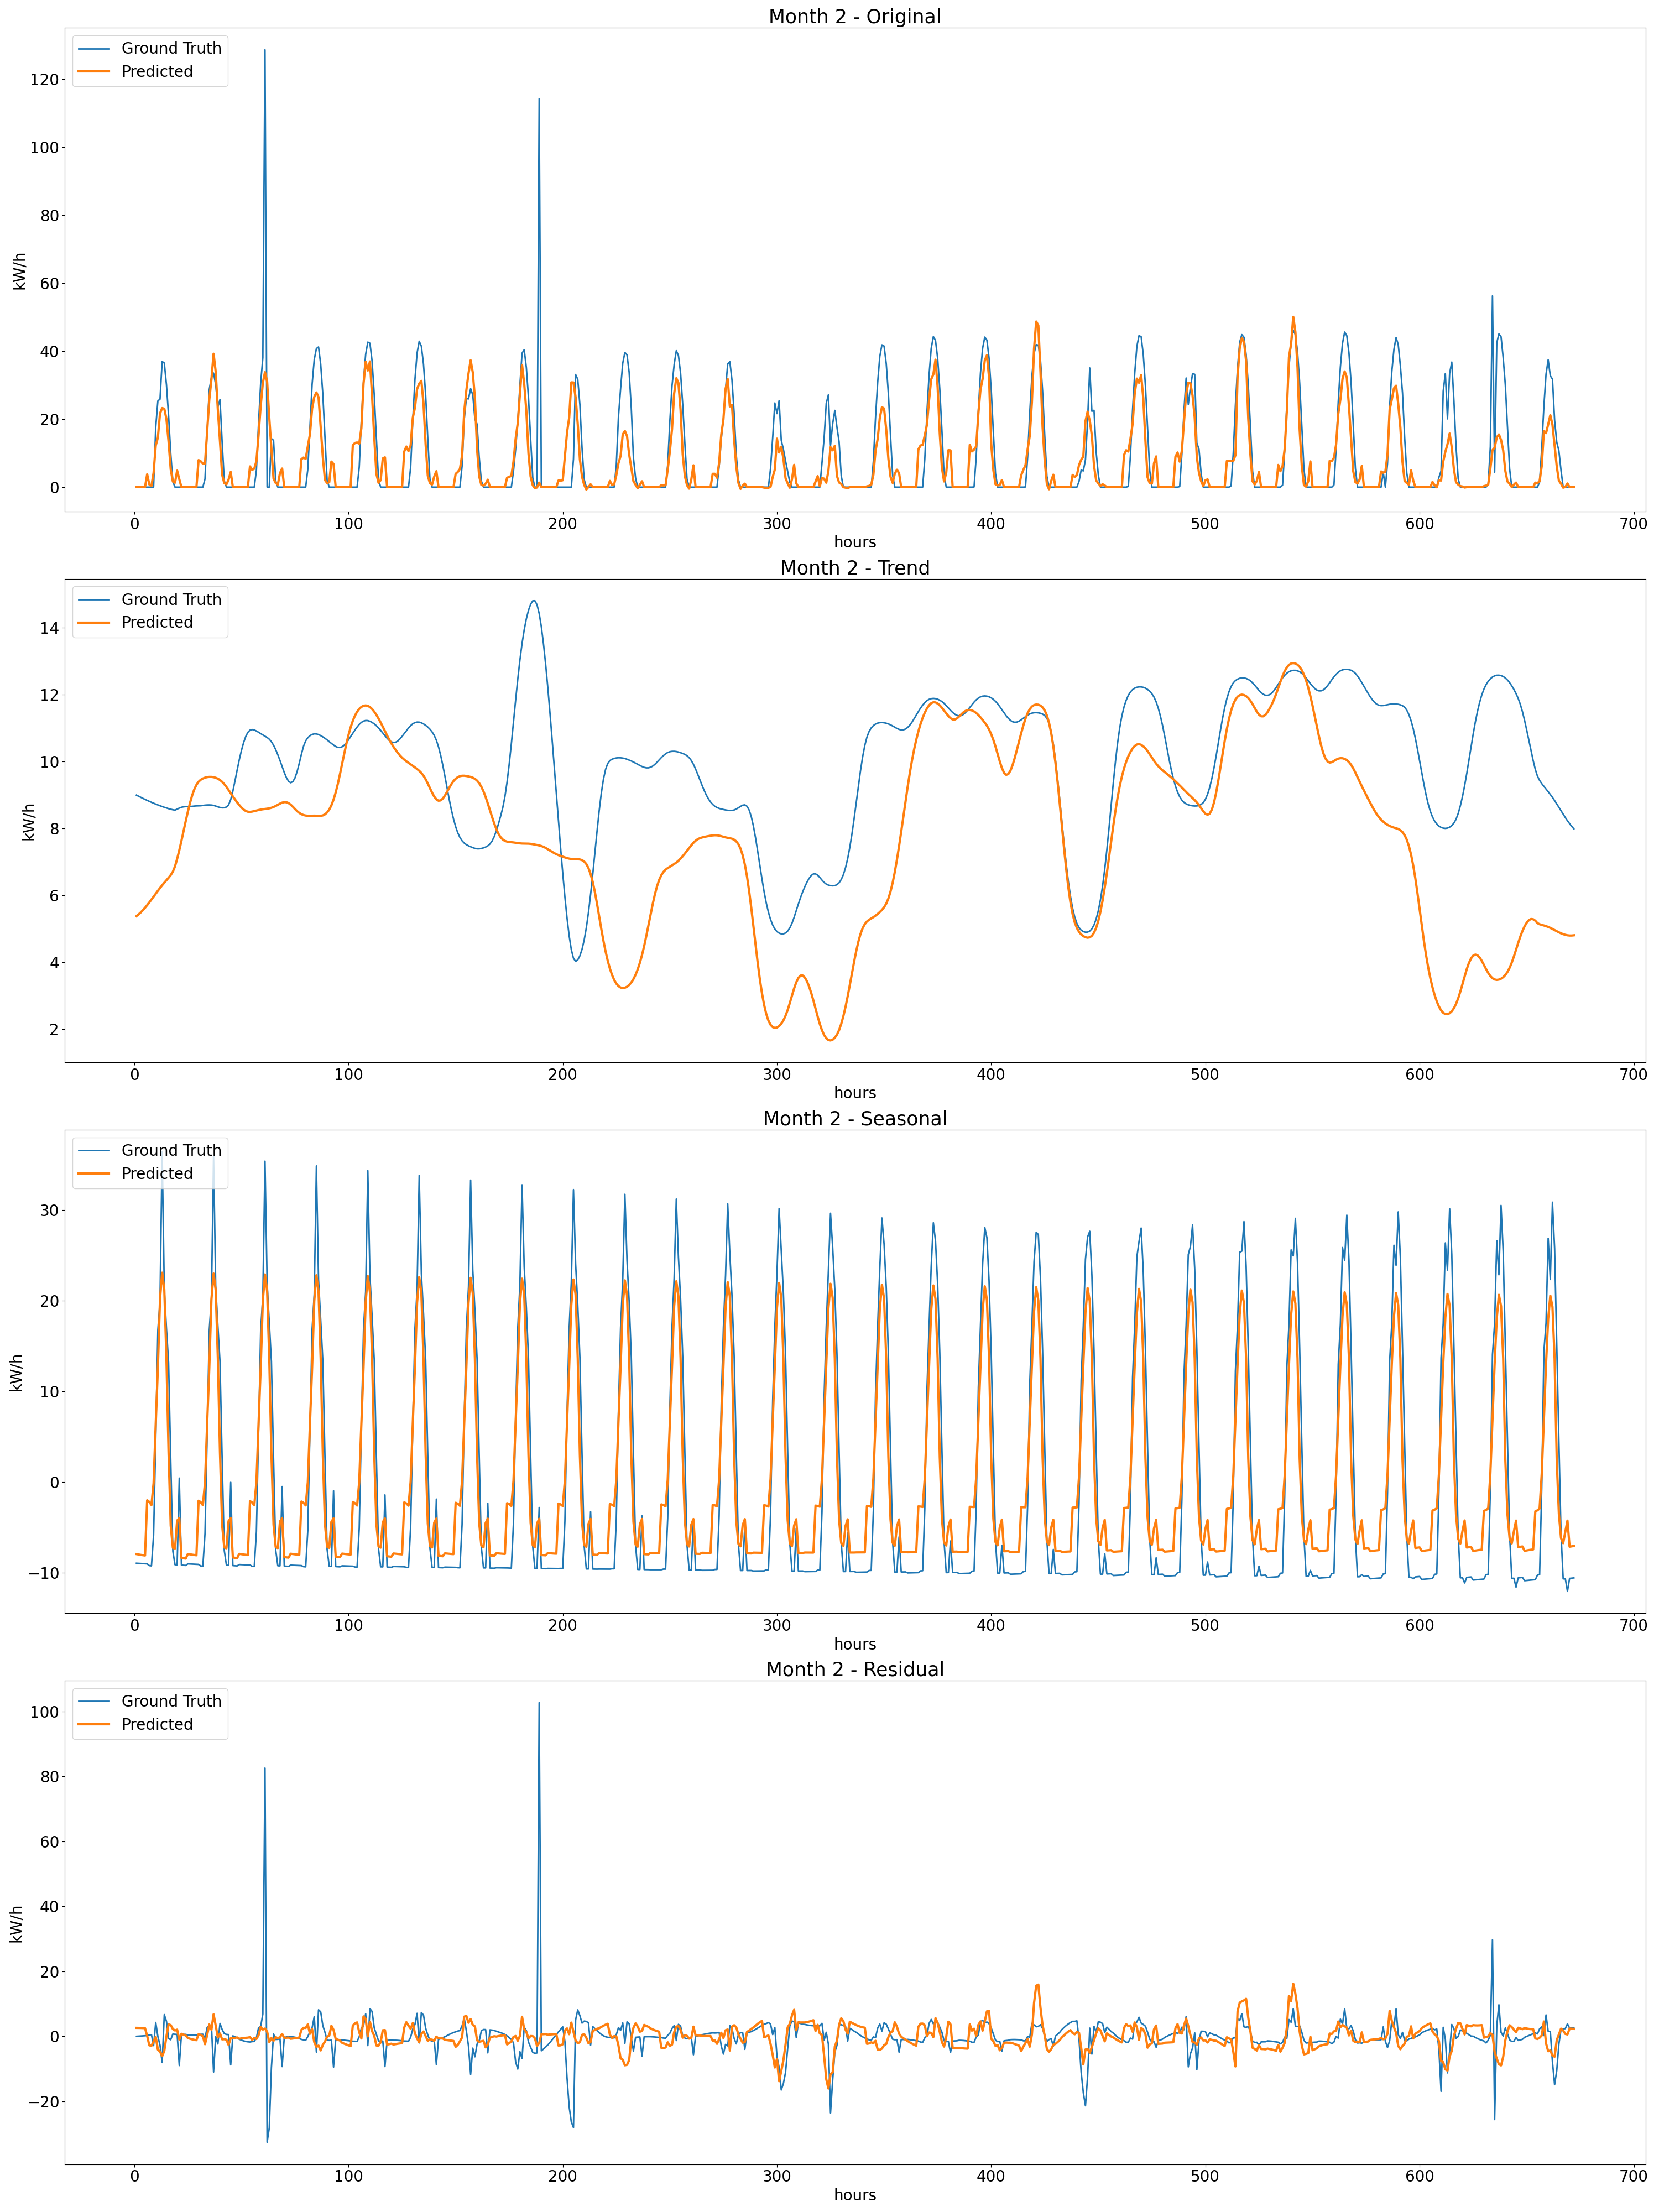 Month 2 - Original
Ground Truth
Predicted
kW/h
120
100
80
60
40
20
0
0 100 200 300 400 500 600 700
hours
Month 2 - Trend
Ground Truth
Predicted
kW/h
14
12
10
8
6
4
2
0 100 200 300 400 500 600 700
hours
Month 2 - Seasonal
Ground Truth
Predicted
kW/h
30
20
10
0
−10
0 100 200 300 400 500 600 700
hours
Month 2 - Residual
Ground Truth
Predicted
kW/h
100
80
60
40
20
0
−20
0 100 200 300 400 500 600 700
hours